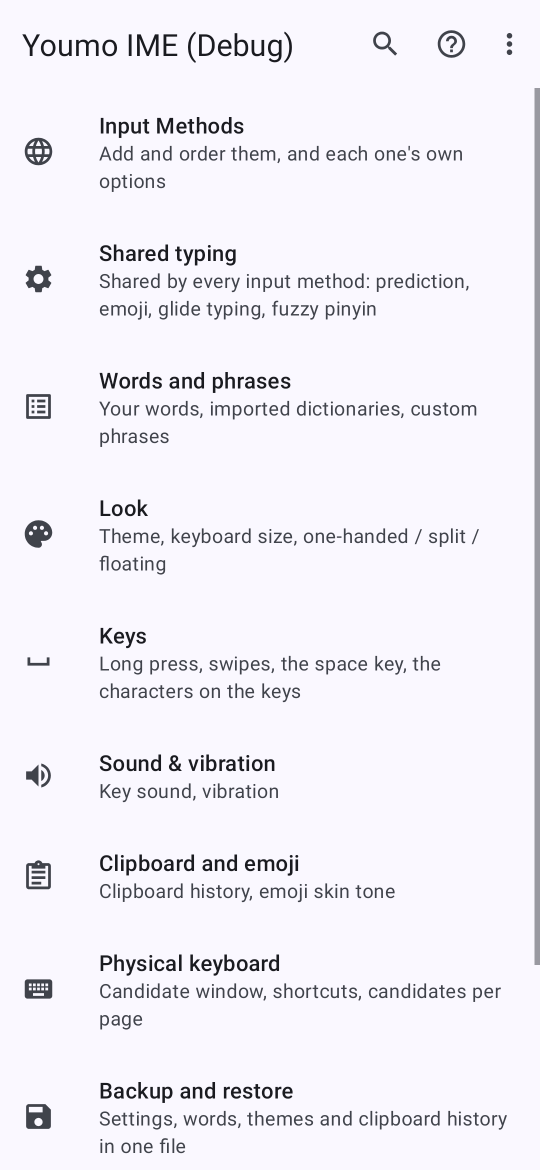 Youmo IME (Debug)
Input Methods
Add and order them, and each one's own
options
Shared typing
Shared by every input method: prediction,
emoji, glide typing, fuzzy pinyin
Words and phrases
Your words, imported dictionaries, custom
phrases
Look
Theme, keyboard size, one-handed / split /
floating
Keys
Long press, swipes, the space key, the
characters on the keys
Sound & vibration
Key sound, vibration
Clipboard and emoji
Clipboard history, emoji skin tone
Physical keyboard
Candidate window, shortcuts, candidates per
page
Backup and restore
Settings, words, themes and clipboard history
in one file